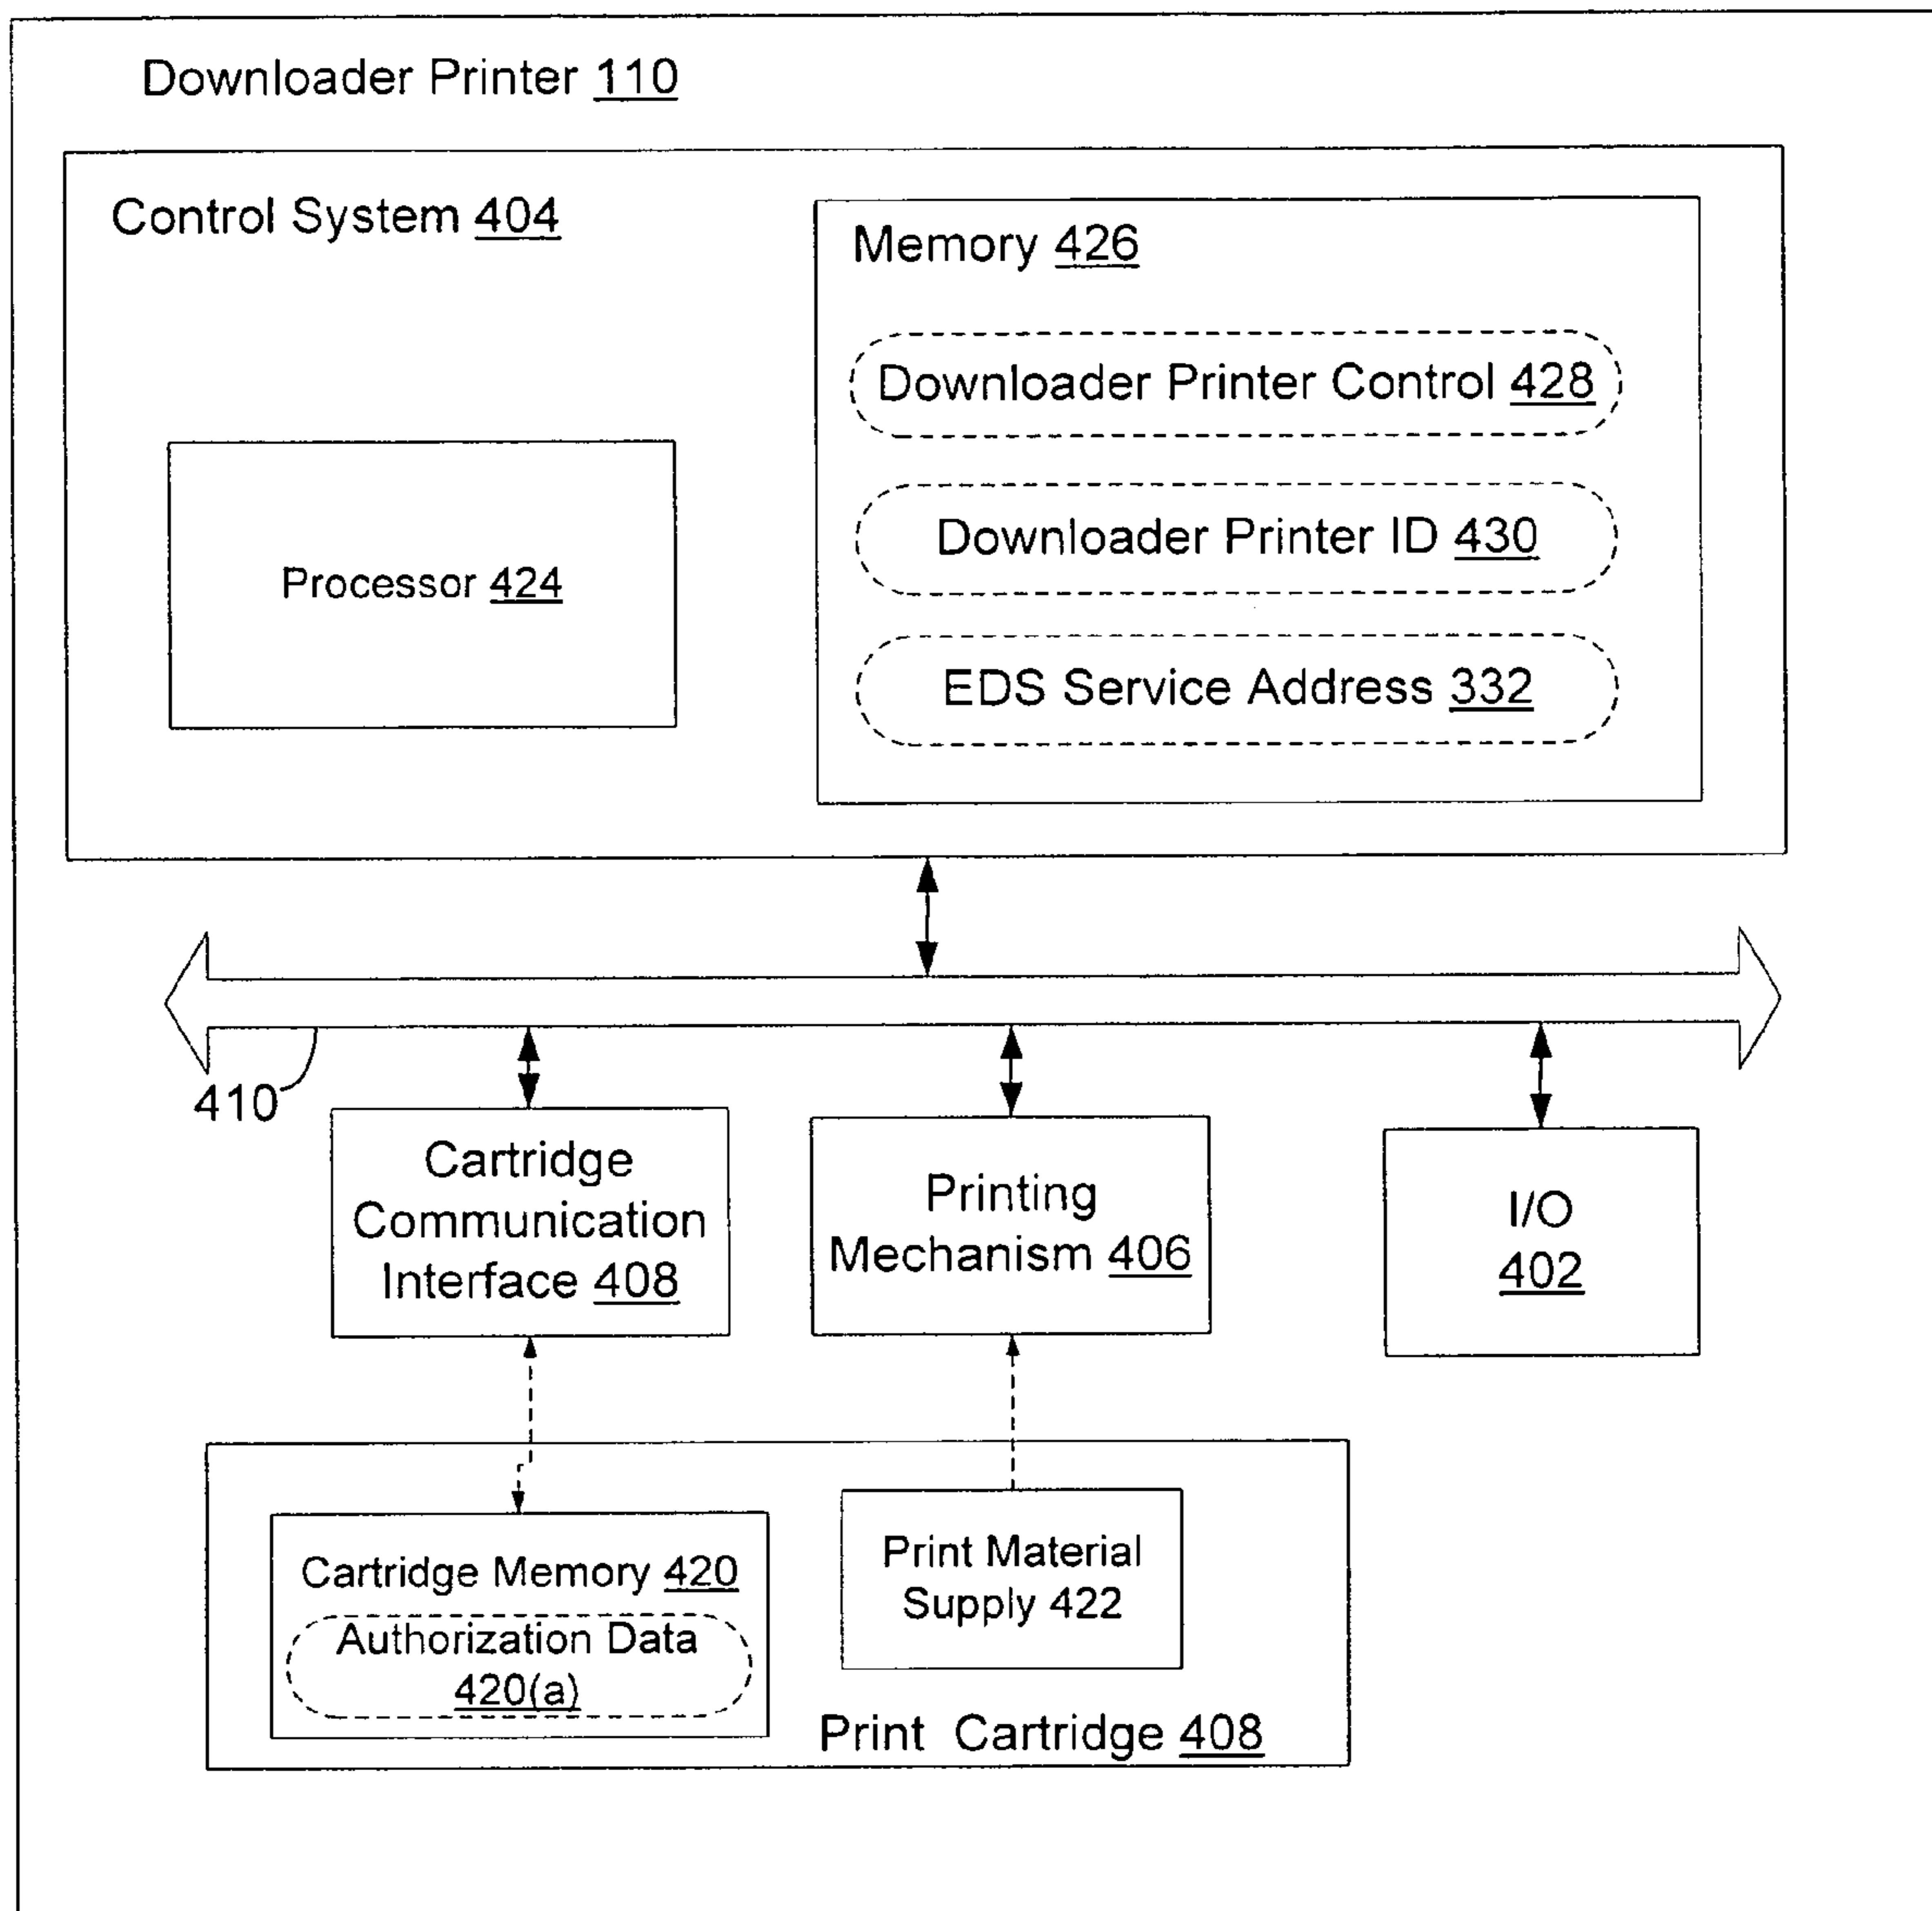 Downloader Printer 110
Control System 404
Memory 426
Downloader Printer Control 428
Downloader Printer ID 430
EDS Service Address 332
Processor 424
410
Cartridge
Communication
Interface 408
Printing
Mechanism 406
I/O
402
Cartridge Memory 420
Authorization Data
420(a)
Print Material
Supply 422
Print Cartridge 408